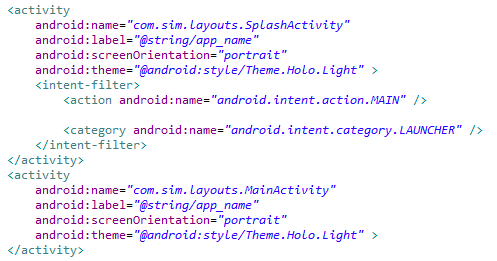 <activity
android:name="com.sim.layouts.SplashActivity"
android:label="@string/app_name"
android:screenOrientation="portrait"
android:theme="@android:style/Theme.Holo.Light" >
<intent-filter>
<action android:name="android.intent.action.MAIN" />
<category android:name="android.intent.category.LAUNCHER" />
</intent-filter>
</activity>
<activity
android:name="com.sim.layouts.MainActivity"
android:label="@string/app_name"
android:screenOrientation="portrait"
android:theme="@android:style/Theme.Holo.Light" >
</activity>